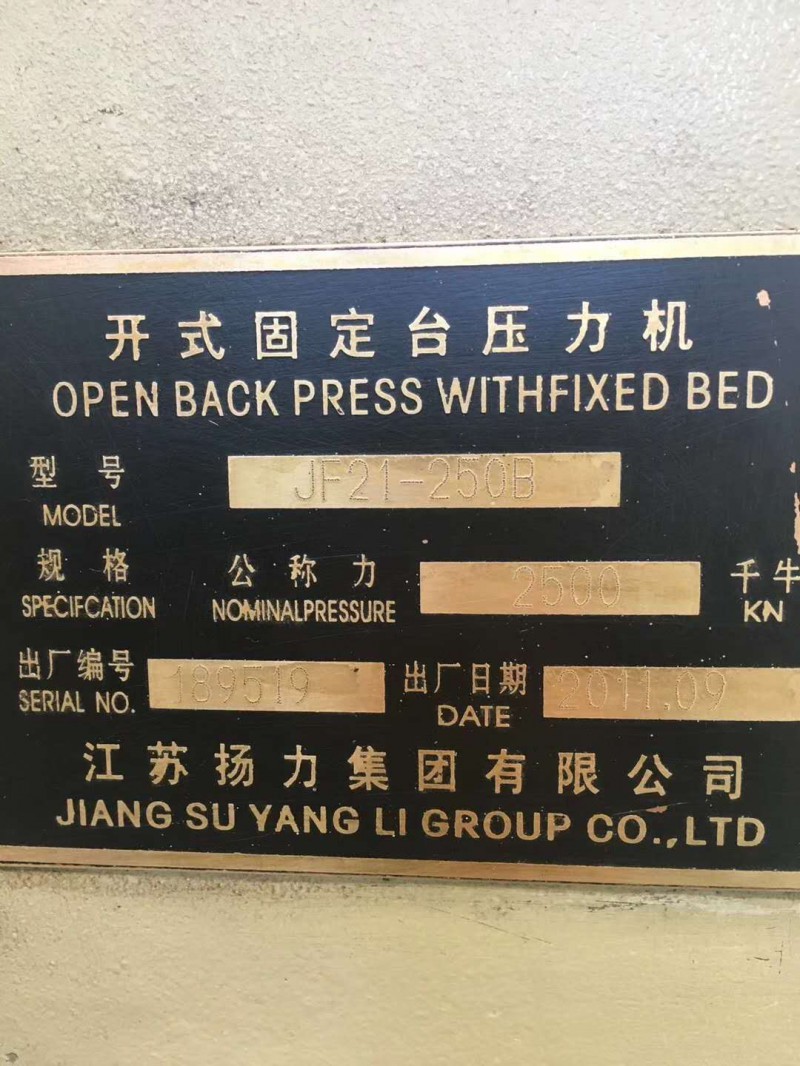 开式固定台压力机
OPEN BACK PRESS WITHFIXED BED
型号 JF21-250B
MODEL
规格 公称力 2500 千牛
SPECIFCATION NOMINALPRESSURE KN
出厂编号 189519 出厂日期 2011.09
SERIAL NO. DATE
江苏扬力集团有限公司
JIANG SU YANG LI GROUP CO.,LTD